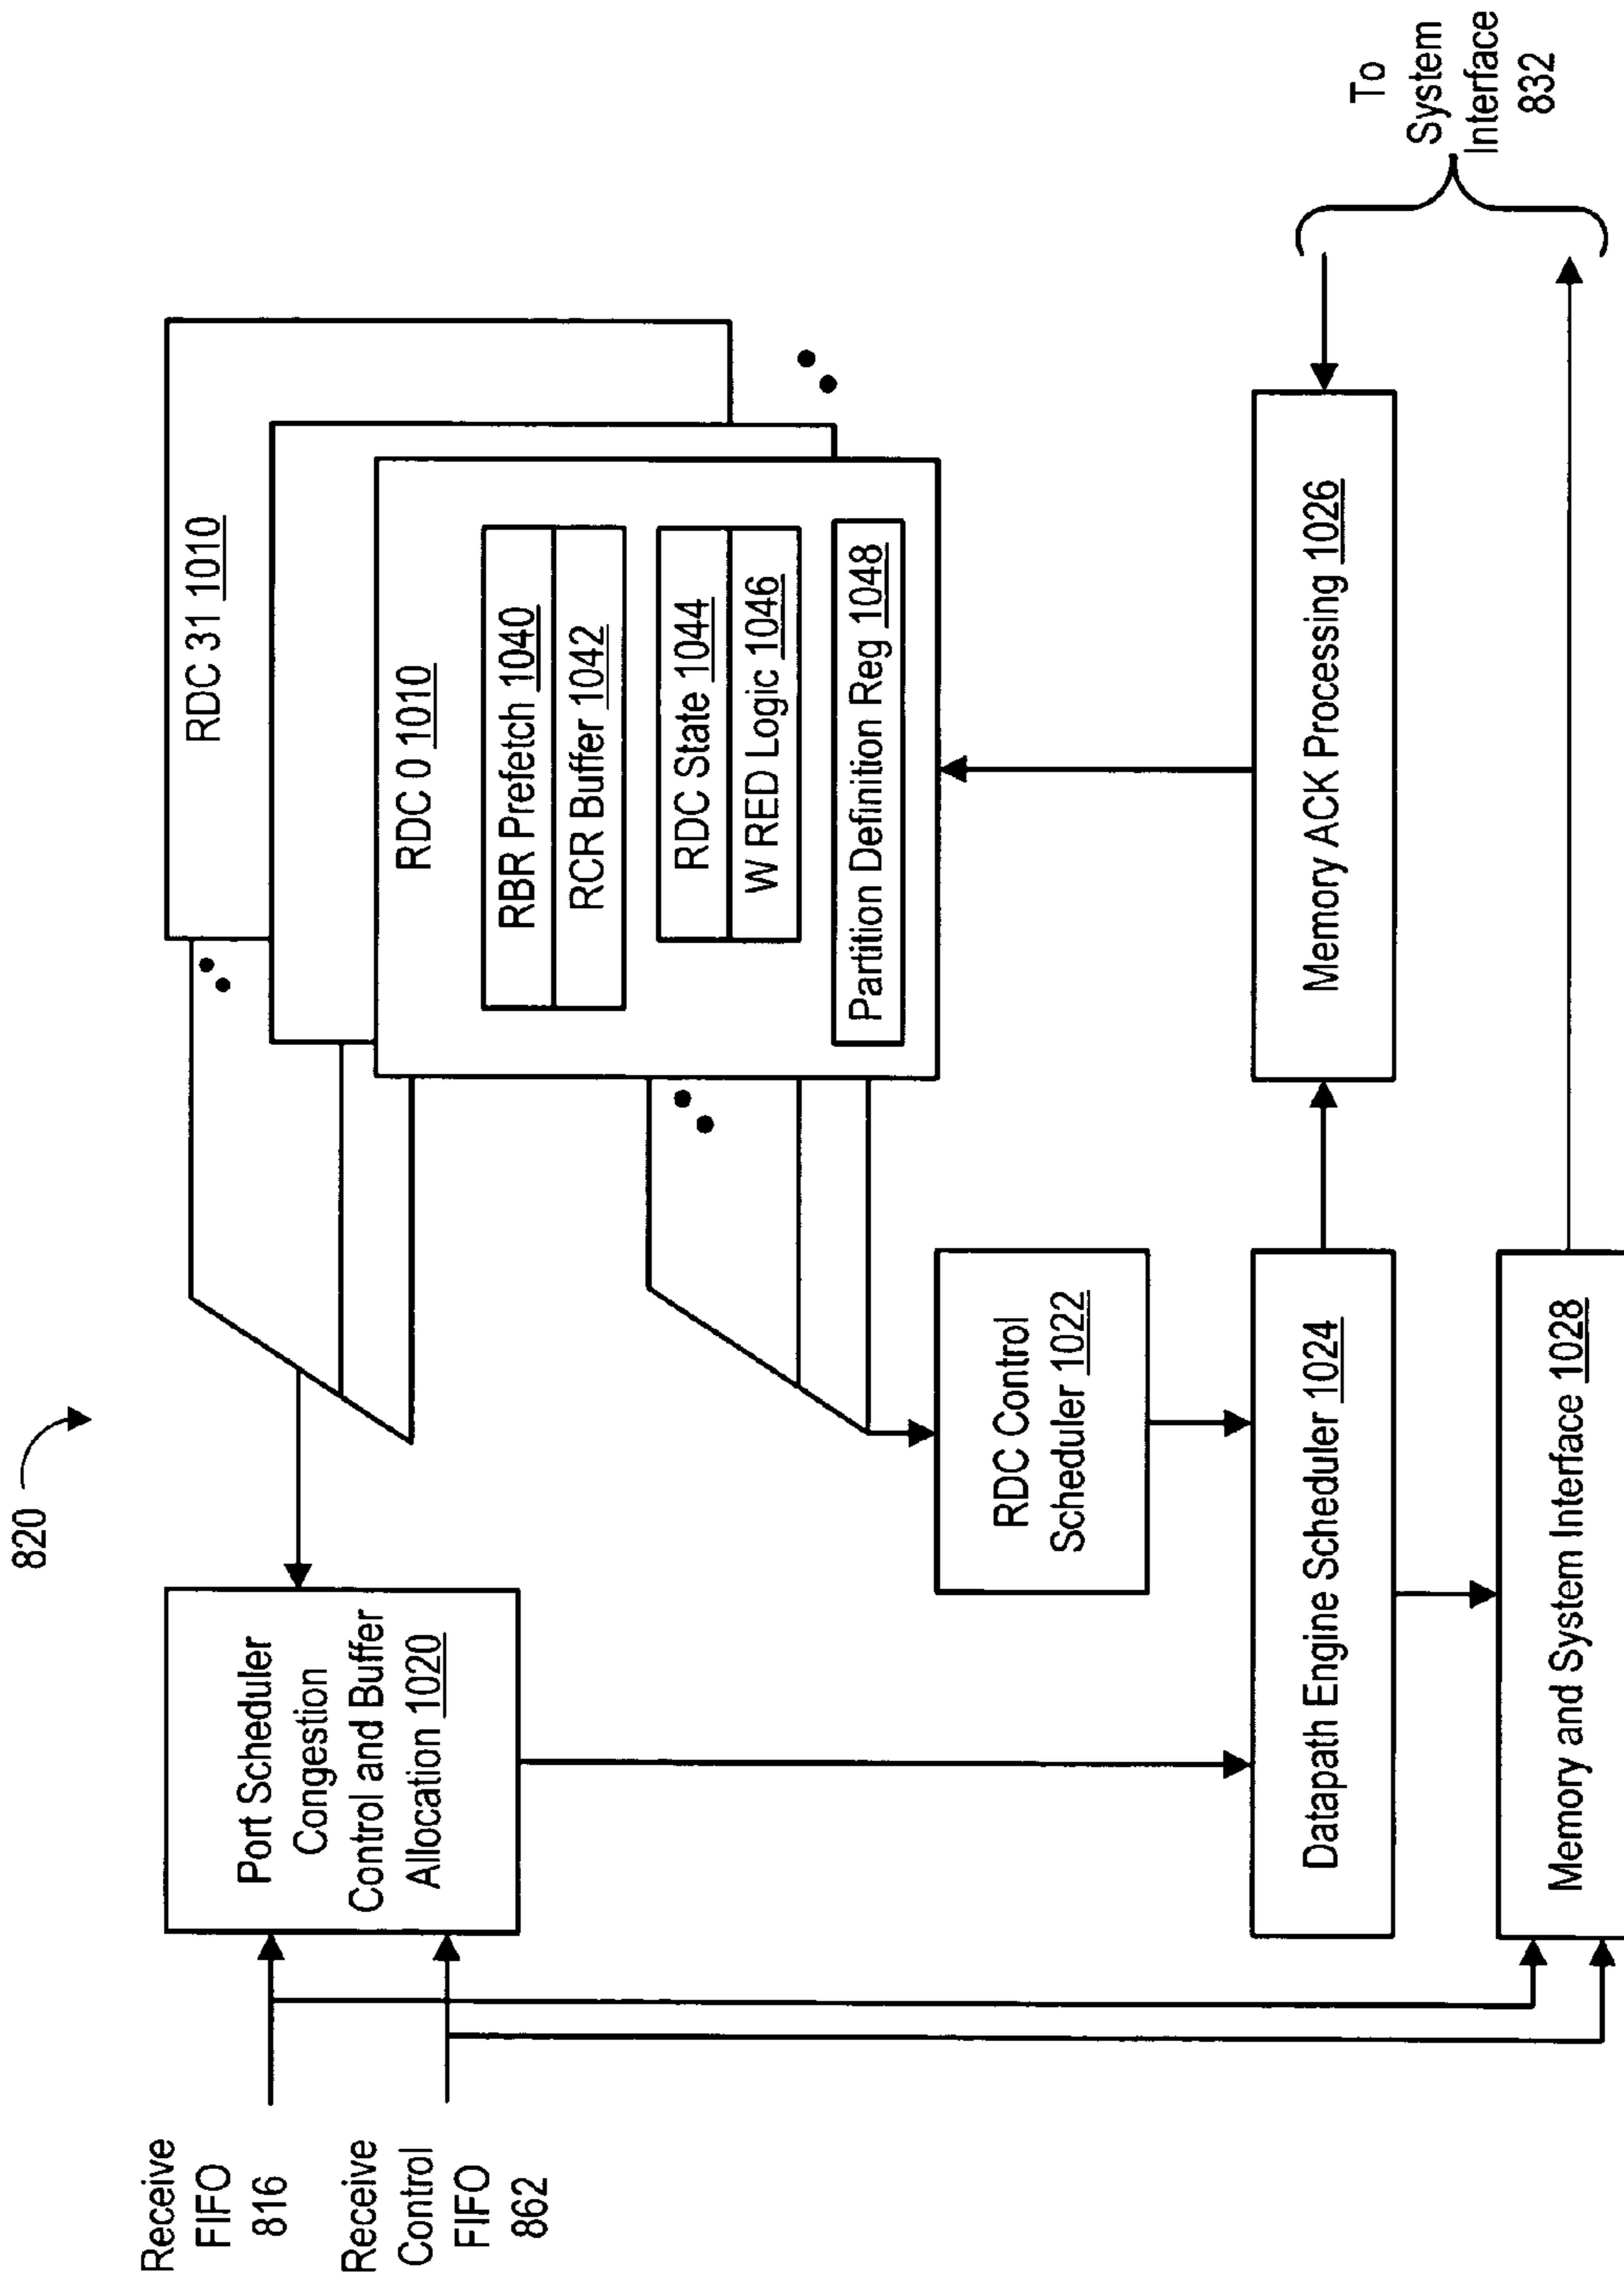 820
Receive
FIFO
816
Receive
Control
FIFO
862
Port Scheduler
Congestion
Control and Buffer
Allocation 1020
RDC 31 1010
RDC 0 1010
RBR Prefetch 1040
RCR Buffer 1042
RDC State 1044
W RED Logic 1046
Partition Definition Reg 1048
RDC Control
Scheduler 1022
Datapath Engine Scheduler 1024
Memory ACK Processing 1026
Memory and System Interface 1028
To
System
Interface
832